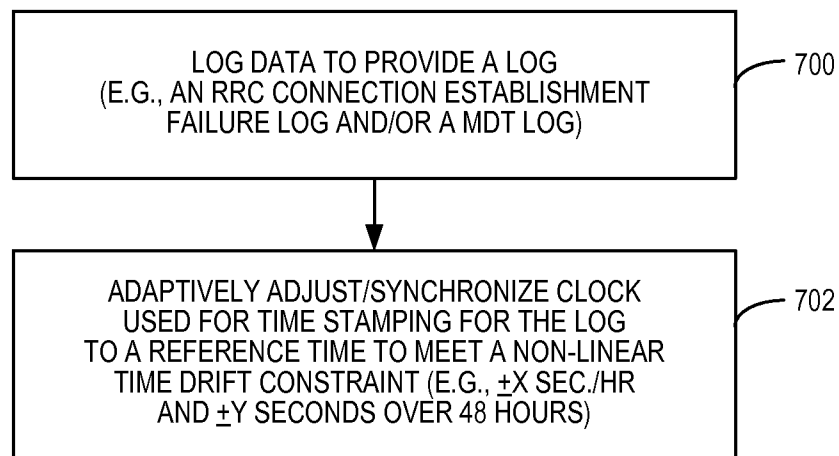 LOG DATA TO PROVIDE A LOG
(E.G., AN RRC CONNECTION ESTABLISHMENT
FAILURE LOG AND/OR A MDT LOG)
700
ADAPTIVELY ADJUST/SYNCHRONIZE CLOCK
USED FOR TIME STAMPING FOR THE LOG
TO A REFERENCE TIME TO MEET A NON-LINEAR
TIME DRIFT CONSTRAINT (E.G., ±X SEC./HR
AND ±Y SECONDS OVER 48 HOURS)
702